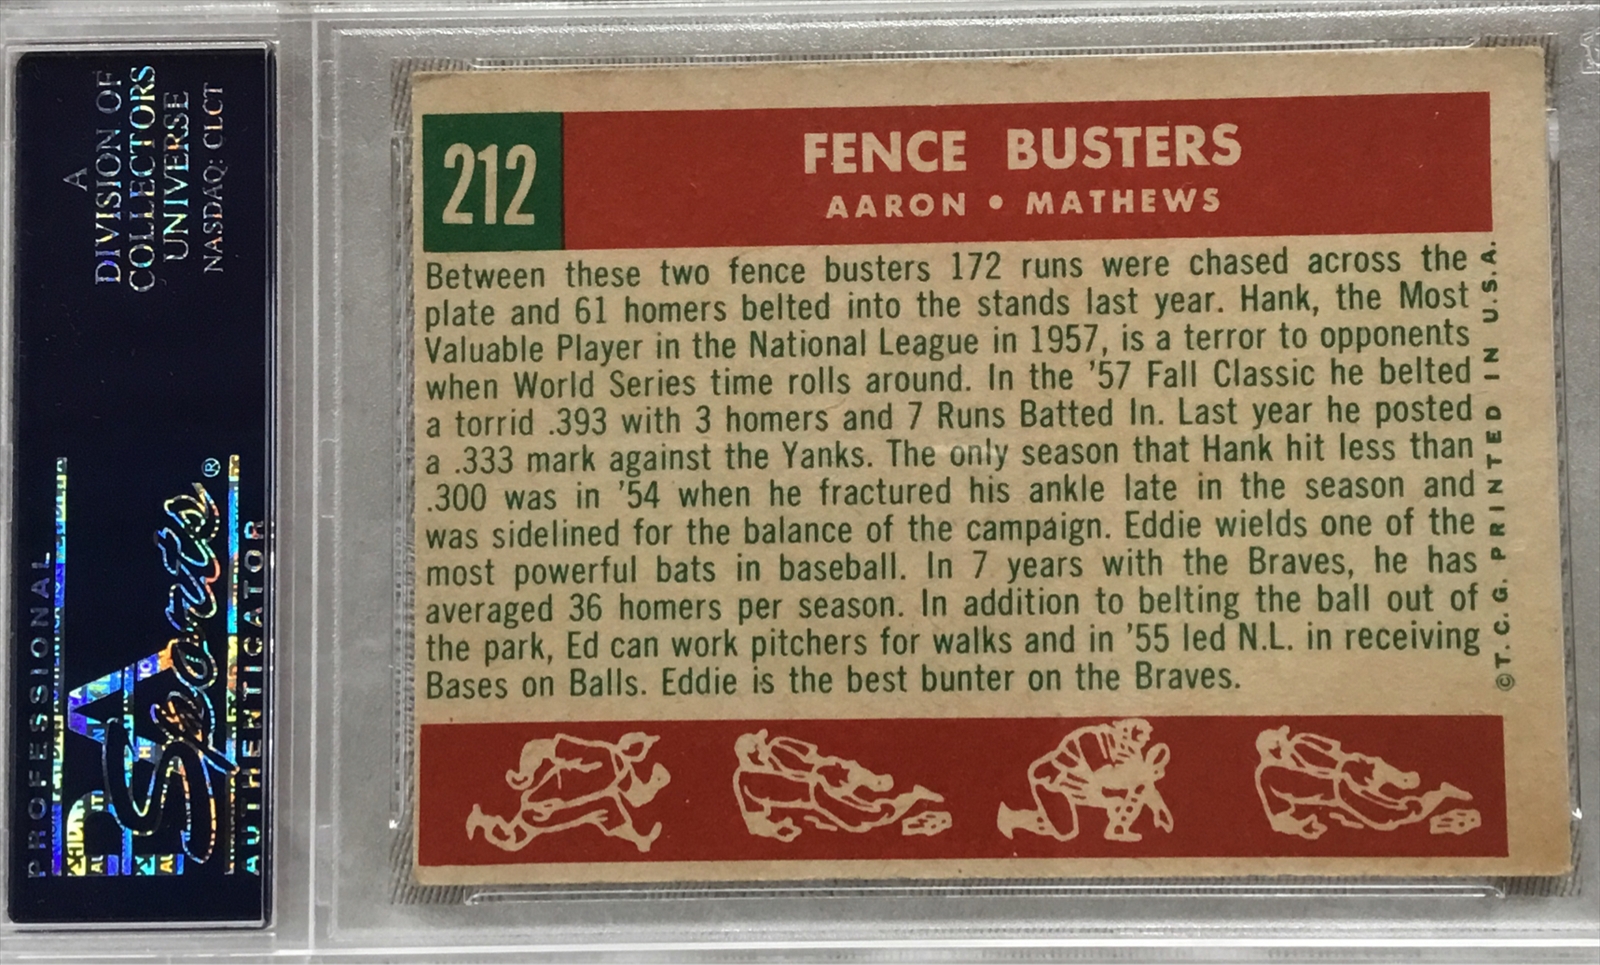 A
DIVISION OF
COLLECTORS
UNIVERSE
NASDAQ: CLCT
PROFESSIONAL
PSA
Sports®
AUTHENTICATOR
212
FENCE BUSTERS
AARON • MATHEWS
Between these two fence busters 172 runs were chased across the
plate and 61 homers belted into the stands last year. Hank, the Most
Valuable Player in the National League in 1957, is a terror to opponents
when World Series time rolls around. In the '57 Fall Classic he belted
a torrid .393 with 3 homers and 7 Runs Batted In. Last year he posted
a .333 mark against the Yanks. The only season that Hank hit less than
.300 was in '54 when he fractured his ankle late in the season and
was sidelined for the balance of the campaign. Eddie wields one of the
most powerful bats in baseball. In 7 years with the Braves, he has
averaged 36 homers per season. In addition to belting the ball out of
the park, Ed can work pitchers for walks and in '55 led N.L. in receiving
Bases on Balls. Eddie is the best bunter on the Braves.
©T.C.G. PRINTED IN U.S.A.